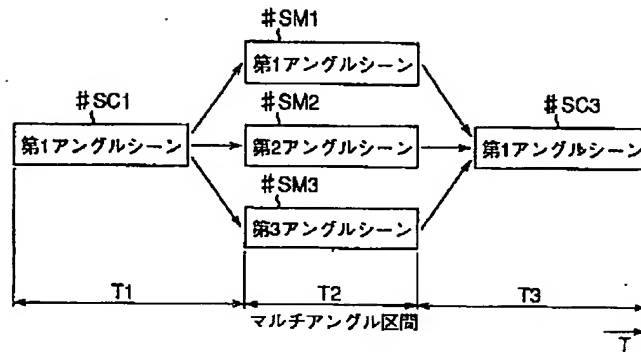 #SM1
第1アングルシーン
#SC1
第1アングルシーン
#SM2
第2アングルシーン
#SC3
第1アングルシーン
#SM3
第3アングルシーン
T1
T2
T3
マルチアングル区間
T